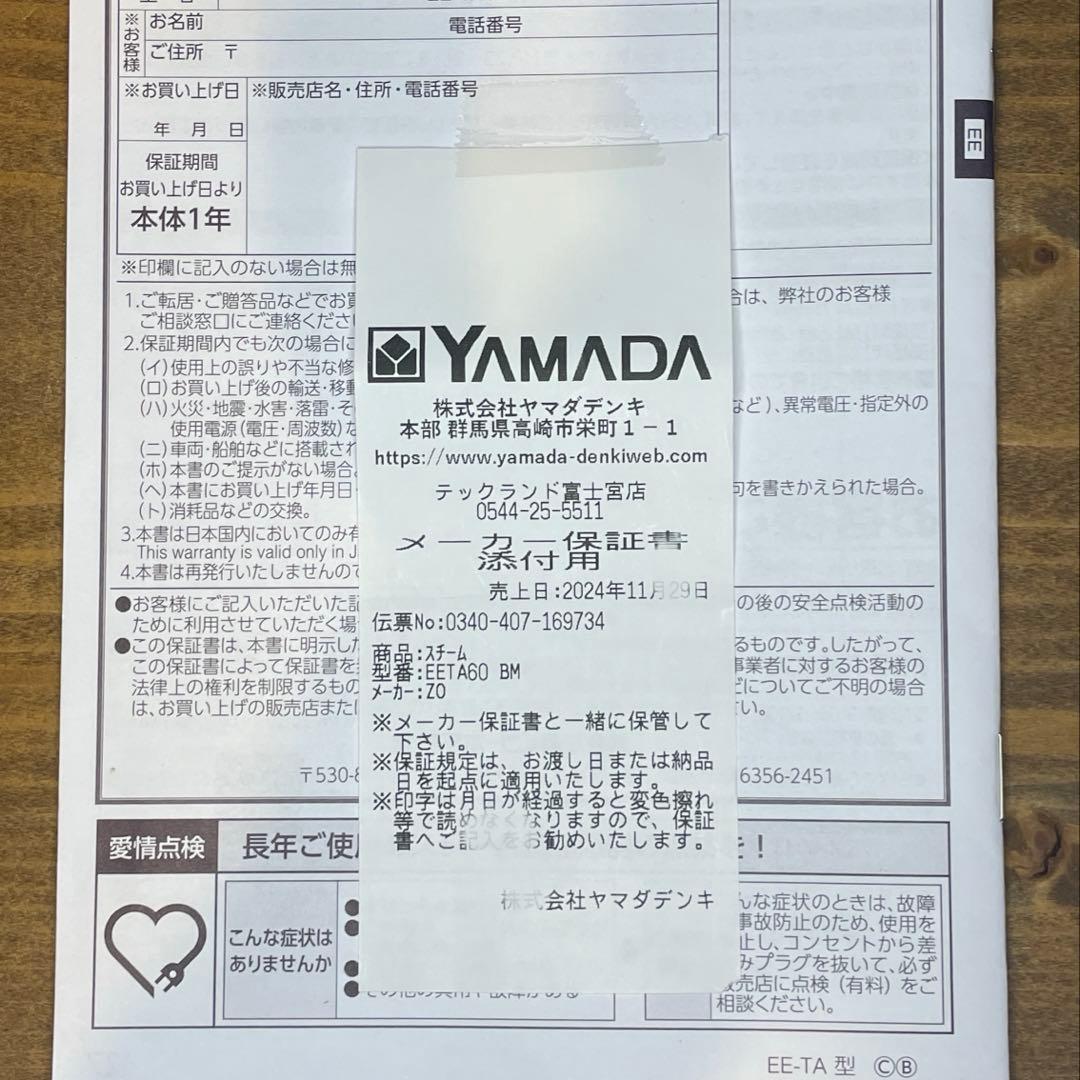 ※お客様
お名前
電話番号
ご住所 〒
※お買い上げ日
※販売店名・住所・電話番号
年 月 日
保証期間
お買い上げ日より
本体1年
EE
※印欄に記入のない場合は無
1.ご転居・ご贈答品などでお買
合は、弊社のお客様
ご相談窓口にご連絡くださ
2.保証期間内でも次の場合に
(イ)使用上の誤りや不当な修
(ロ)お買い上げ後の輸送・移動
(ハ)火災・地震・水害・落雷・そ
など)、異常電圧・指定外の
使用電源(電圧・周波数)な
(ニ)車両・船舶などに搭載され
(ホ)本書のご提示がない場合
(ヘ)本書にお買い上げ年月日
句を書きかえられた場合。
(ト)消耗品などの交換。
3.本書は日本国内においてのみ有
This warranty is valid only in J
4.本書は再発行いたしませんので
●お客様にご記入いただいた記
の後の安全点検活動の
ために利用させていただく場
●この保証書は、本書に明示した
るものです。したがって、
この保証書によって保証書を
事業者に対するお客様の
法律上の権利を制限するもの
についてご不明の場合
は、お買い上げの販売店また
い。
〒530-8
6356-2451
YAMADA
株式会社ヤマダデンキ
本部 群馬県高崎市栄町1-1
https://www.yamada-denkiweb.com
テックランド富士宮店
0544-25-5511
メーカー保証書
添付用
売上日:2024年11月29日
伝票No:0340-407-169734
商品:ｽﾁｰﾑ
型番:EETA60 BM
ﾒｰｶｰ:ZO
※メーカー保証書と一緒に保管して
下さい。
※保証規定は、お渡し日または納品
日を起点に適用いたします。
※印字は月日が経過すると変色擦れ
等で読めなくなりますので、保証
書へご記入をお勧めいたします。
株式会社ヤマダデンキ
愛情点検
長年ご使
！
こんな症状は
ありませんか
んな症状のときは、故障
事故防止のため、使用を
止し、コンセントから差
みプラグを抜いて、必ず
売店に点検(有料)をご
相談ください。
EE-TA 型 ⒸⒷ